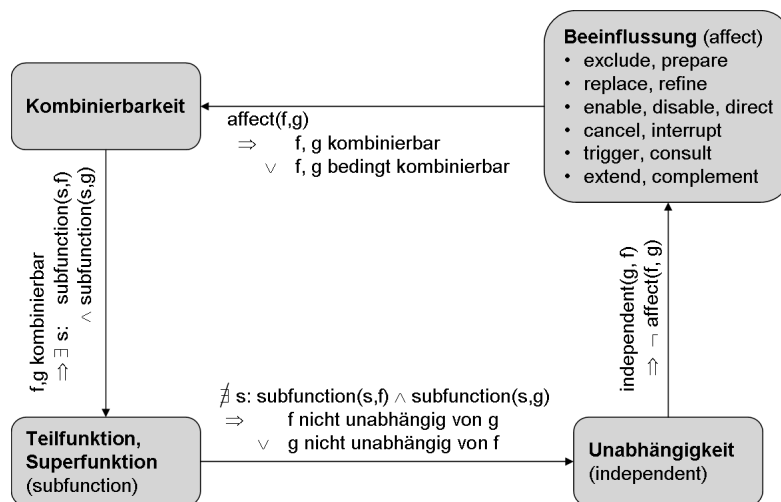 Beeinflussung (affect)
• exclude, prepare
• replace, refine
• enable, disable, direct
• cancel, interrupt
• trigger, consult
• extend, complement
Kombinierbarkeit
affect(f,g)
⇒ f, g kombinierbar
∨ f, g bedingt kombinierbar
f,g kombinierbar
⇒ ∃ s: subfunction(s,f)
∨ subfunction(s,g)
independent(g, f)
⇒ ¬ affect(f, g)
∄ s: subfunction(s,f) ∧ subfunction(s,g)
⇒ f nicht unabhängig von g
∨ g nicht unabhängig von f
Teilfunktion,
Superfunktion
(subfunction)
Unabhängigkeit
(independent)